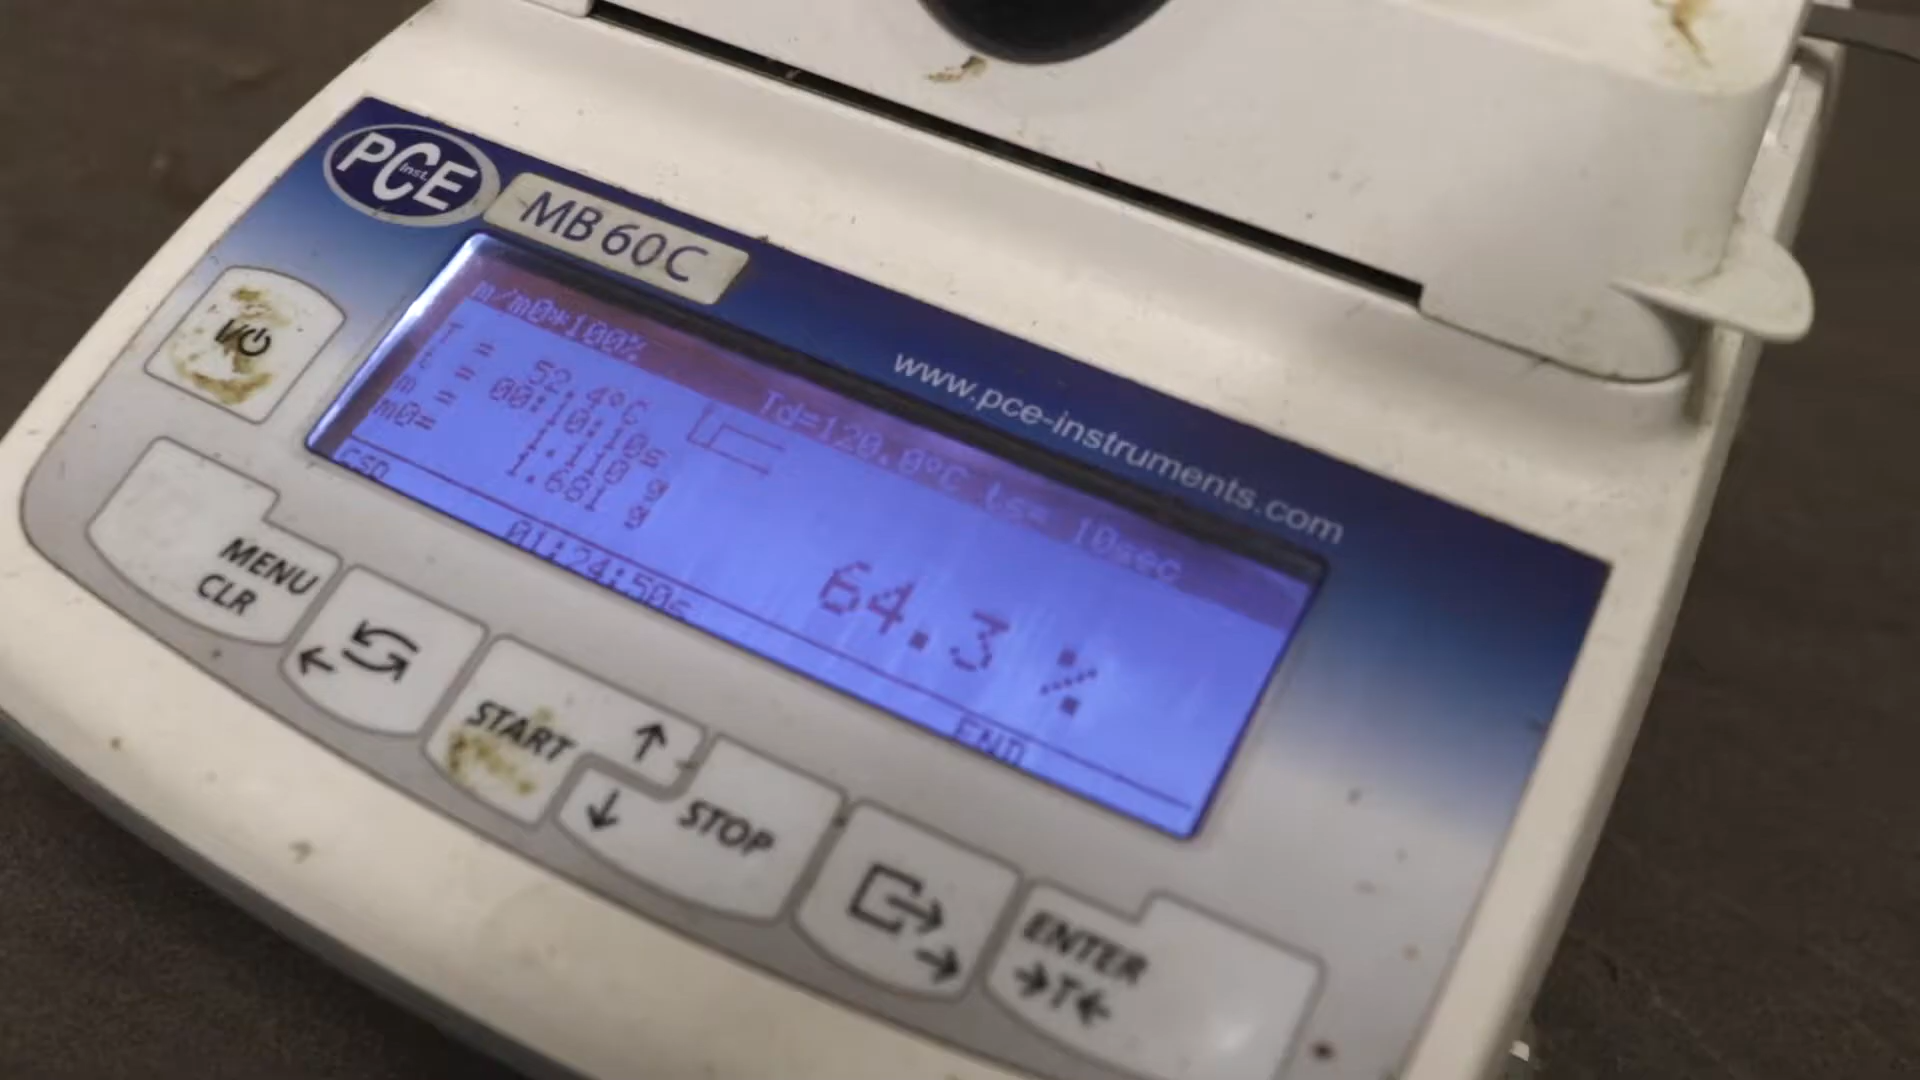 PCE
Inst.
MB 60C
www.pce-instruments.com
m/m0*100%
Td=120.0°C ts= 10sec
T = 52.4°C
t = 00:10:10s
m = 1.110 g
m0= 1.681 g
64.3 %
01:24:50s
END
I/⏻
MENU
CLR
←
START ↑
↓ STOP
→
ENTER
→T←